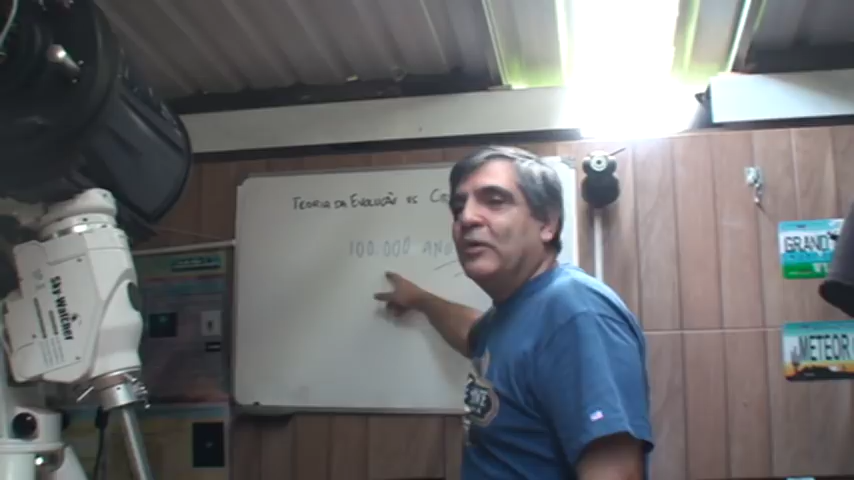 TEORIA DA EVOLUÇÃO VS
100.000 ANO
Sky-Watcher
GRAND
METEOR